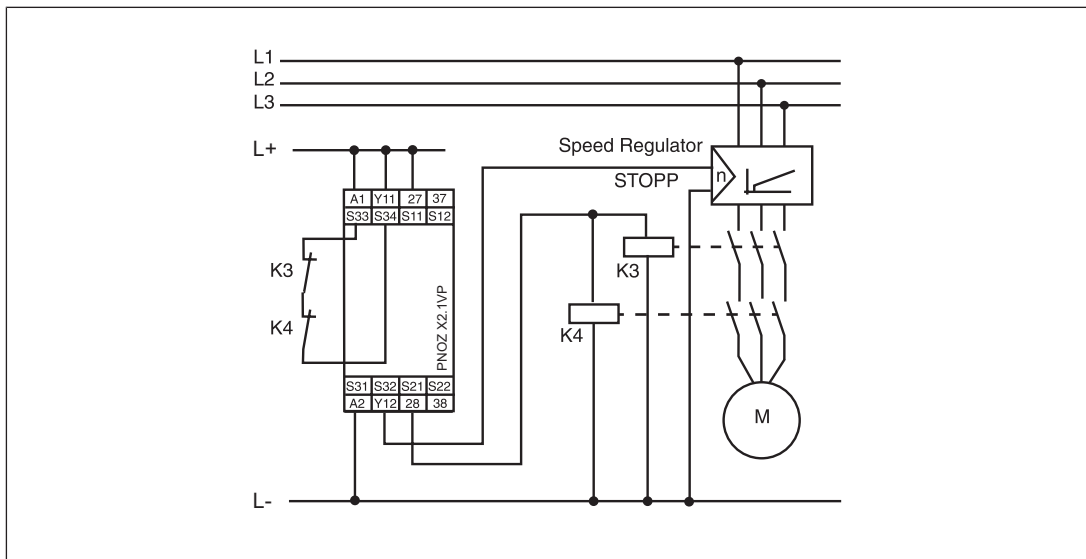 L1
L2
L3
L+
Speed Regulator
STOPP
n
A1 Y11 27 37
S33 S34 S11 S12
K3
K3
K4
K4
PNOZ X2.1VP
S31 S32 S21 S22
A2 Y12 28 38
M
L-